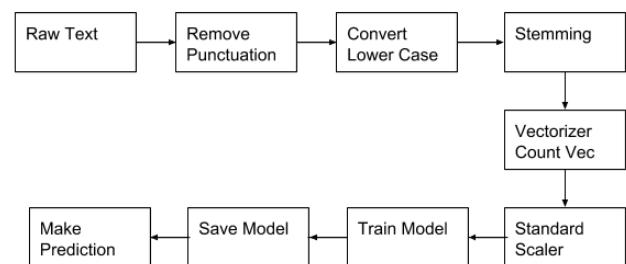 Raw Text
Remove
Punctuation
Convert
Lower Case
Stemming
Vectorizer
Count Vec
Standard
Scaler
Train Model
Save Model
Make
Prediction